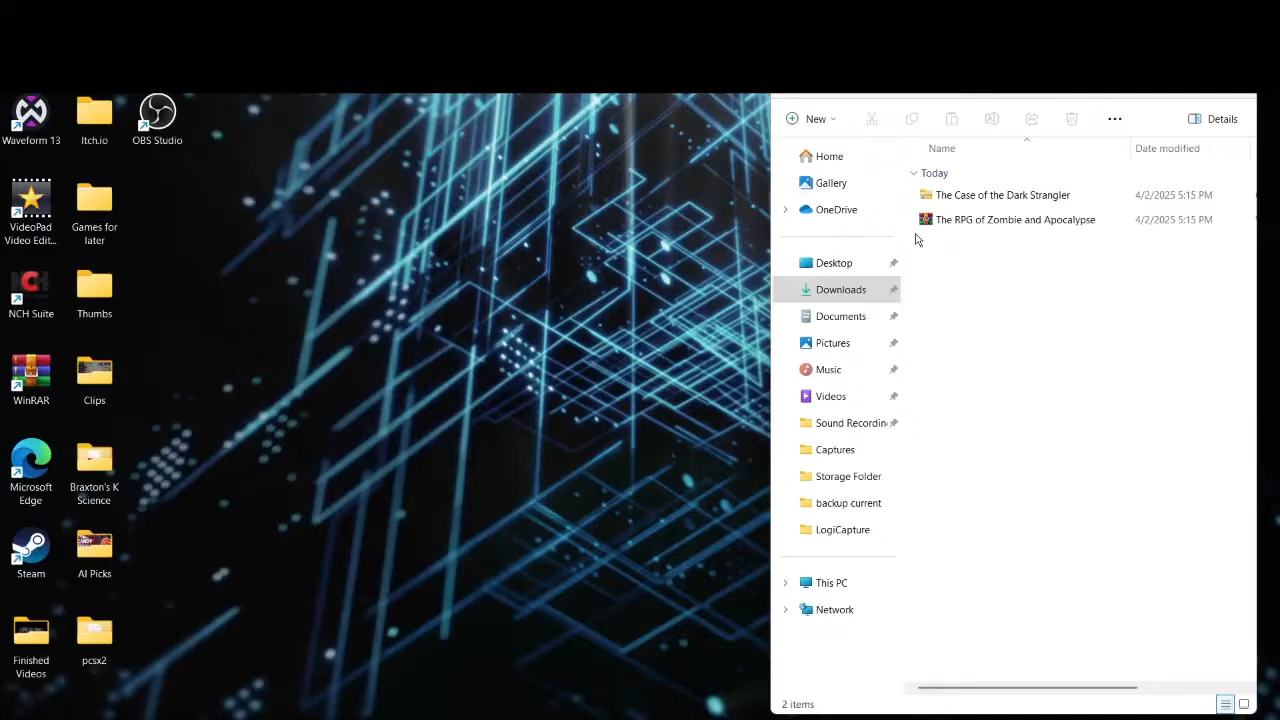 Waveform 13
Itch.io
OBS Studio
VideoPad
Video Edit...
Games for
later
NCH Suite
Thumbs
WinRAR
Clips
Microsoft
Edge
Braxton's K
Science
Steam
AI Picks
Finished
Videos
pcsx2
New
Details
Home
Gallery
OneDrive
Desktop
Downloads
Documents
Pictures
Music
Videos
Sound Recordin
Captures
Storage Folder
backup current
LogiCapture
This PC
Network
Name
Date modified
Today
The Case of the Dark Strangler
4/2/2025 5:15 PM
The RPG of Zombie and Apocalypse
4/2/2025 5:15 PM
2 items